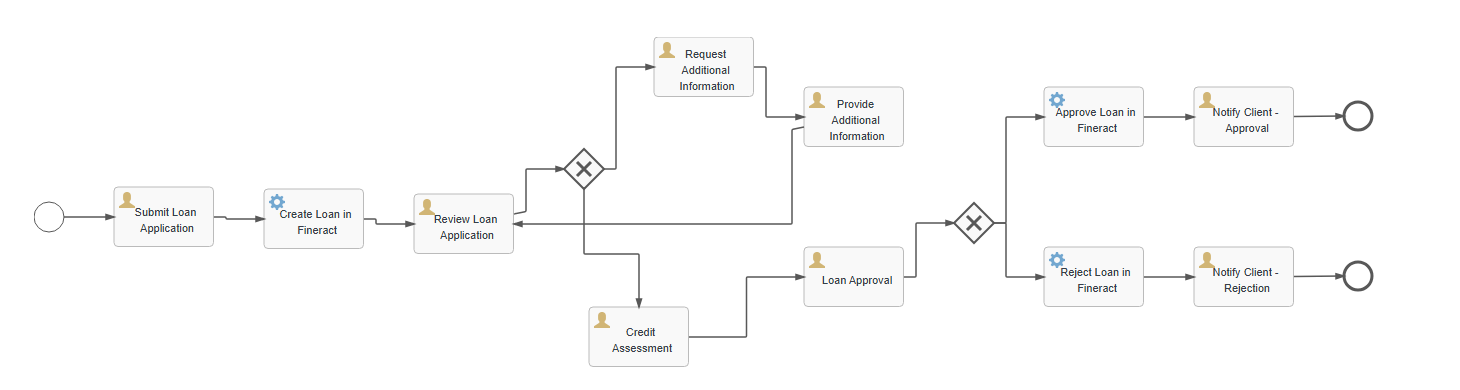 Submit Loan
Application
Create Loan in
Fineract
Review Loan
Application
Request
Additional
Information
Provide
Additional
Information
Credit
Assessment
Loan Approval
Approve Loan in
Fineract
Notify Client -
Approval
Reject Loan in
Fineract
Notify Client -
Rejection